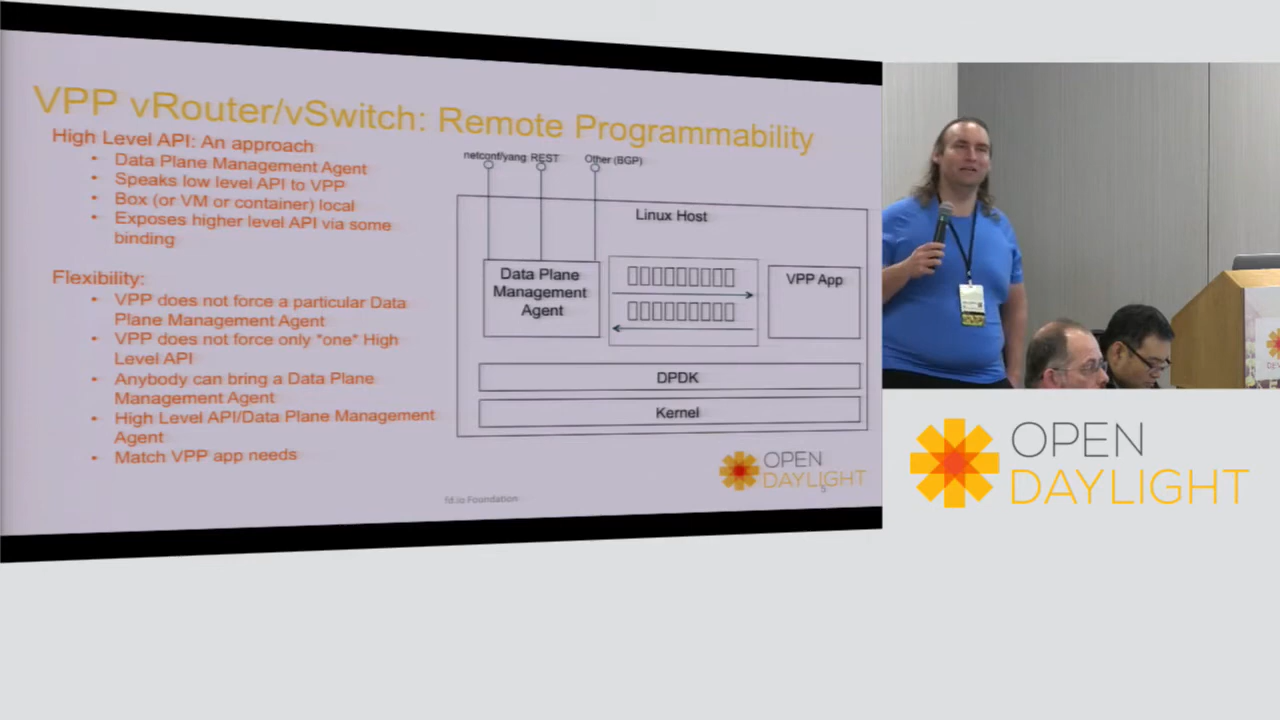 VPP vRouter/vSwitch: Remote Programmability
High Level API: An approach
• Data Plane Management Agent
• Speaks low level API to VPP
• Box (or VM or container) local
• Exposes higher level API via some
binding
Flexibility:
• VPP does not force a particular Data
Plane Management Agent
• VPP does not force only *one* High
Level API
• Anybody can bring a Data Plane
Management Agent
• High Level API/Data Plane Management
Agent
• Match VPP app needs
netconf/yang REST
Other (BGP)
Linux Host
Data Plane
Management
Agent
VPP App
DPDK
Kernel
OPEN
DAYLIGHT
5
fd.io Foundation
OPEN
DAYLIGHT